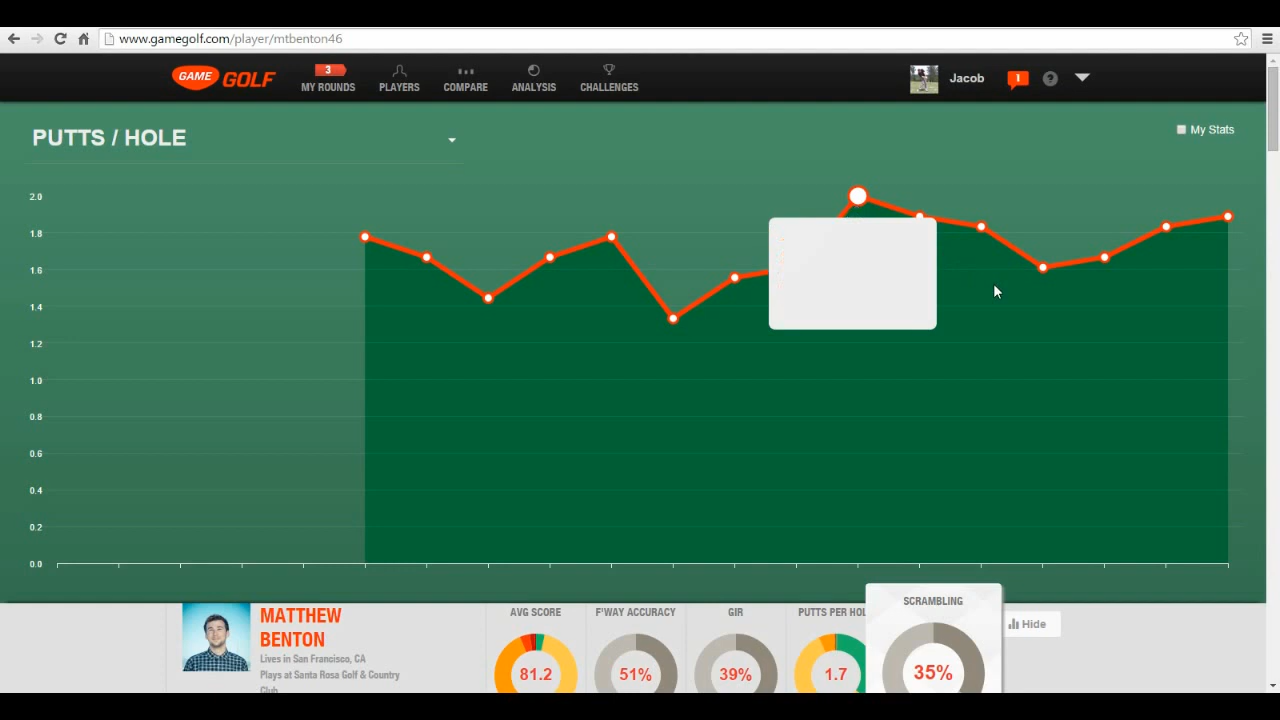 www.gamegolf.com/player/mtbenton46
GAME GOLF
3
MY ROUNDS
PLAYERS
COMPARE
ANALYSIS
CHALLENGES
Jacob
1
?
PUTTS / HOLE
My Stats
2.0
1.8
1.6
1.4
1.2
1.0
0.8
0.6
0.4
0.2
0.0
MATTHEW
BENTON
Lives in San Francisco, CA
Plays at Santa Rosa Golf & Country
Club
AVG SCORE
81.2
F'WAY ACCURACY
51%
GIR
39%
PUTTS PER HOL
1.7
SCRAMBLING
35%
Hide